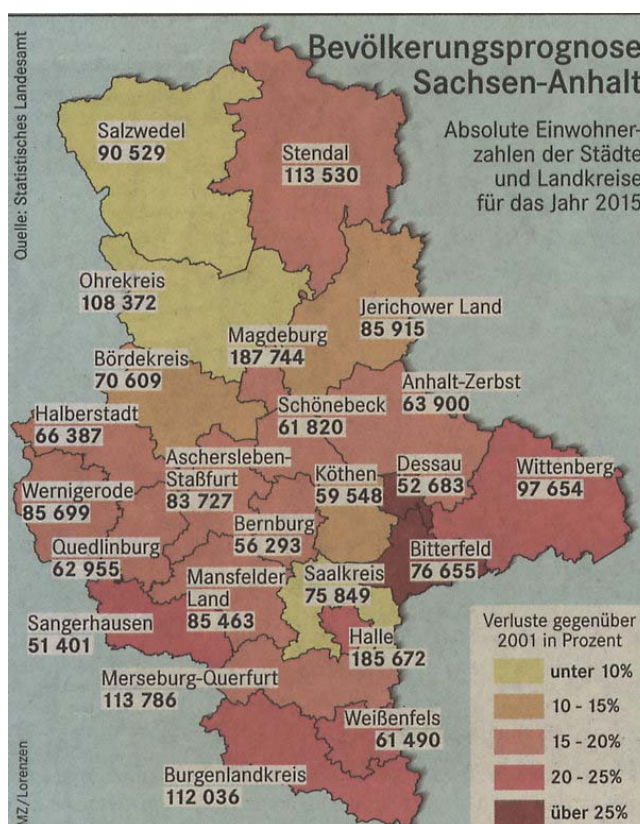 Quelle: Statistisches Landesamt
Bevölkerungsprognose
Sachsen-Anhalt
Absolute Einwohner-
zahlen der Städte
und Landkreise
für das Jahr 2015
Salzwedel
90 529
Stendal
113 530
Ohrekreis
108 372
Jerichower Land
85 915
Magdeburg
187 744
Bördekreis
70 609
Anhalt-Zerbst
63 900
Halberstadt
66 387
Schönebeck
61 820
Aschersleben-
Staßfurt
83 727
Köthen
59 548
Dessau
52 683
Wittenberg
97 654
Wernigerode
85 699
Bernburg
56 293
Quedlinburg
62 955
Bitterfeld
76 655
Mansfelder
Land
85 463
Saalkreis
75 849
Sangerhausen
51 401
Halle
185 672
Merseburg-Querfurt
113 786
Weißenfels
61 490
Burgenlandkreis
112 036
Verluste gegenüber
2001 in Prozent
unter 10%
10 - 15%
15 - 20%
20 - 25%
über 25%
MZ/Lorenzen